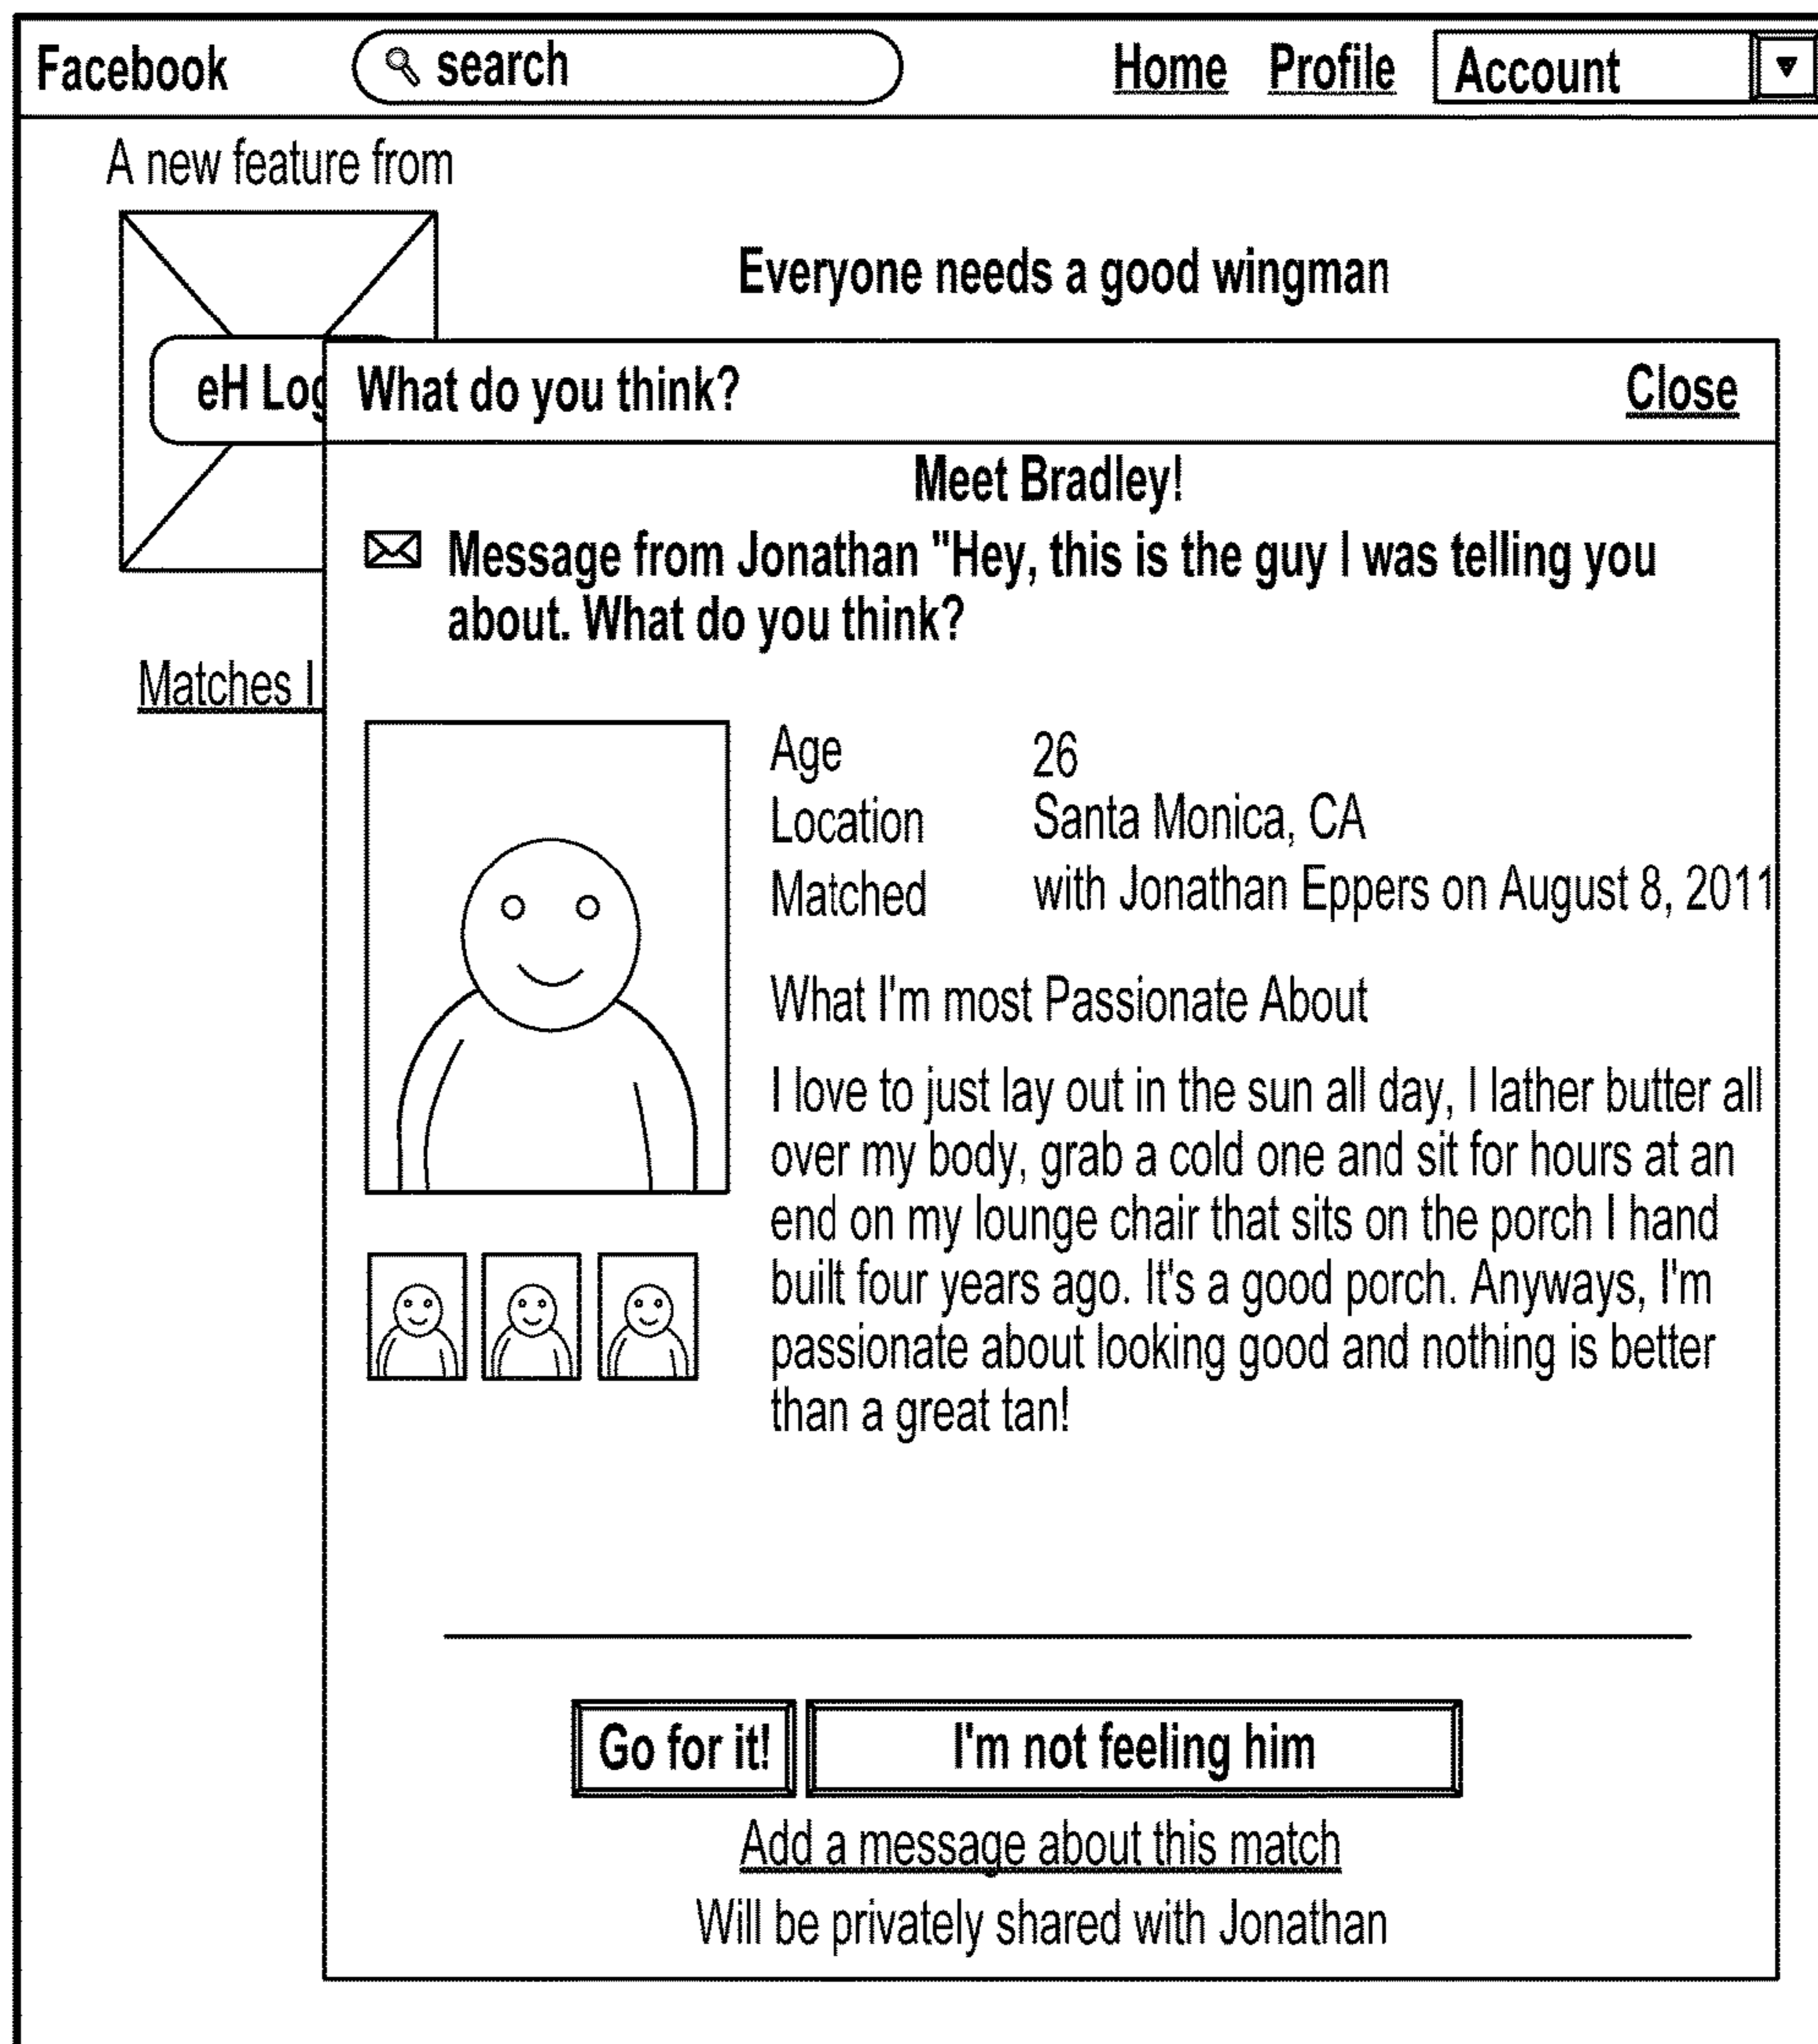 Facebook search Home Profile Account
A new feature from
Everyone needs a good wingman
eH Log
What do you think? Close
Meet Bradley!
Message from Jonathan "Hey, this is the guy I was telling you
about. What do you think?
Matches I
Age 26
Location Santa Monica, CA
Matched with Jonathan Eppers on August 8, 2011
What I'm most Passionate About
I love to just lay out in the sun all day, I lather butter all
over my body, grab a cold one and sit for hours at an
end on my lounge chair that sits on the porch I hand
built four years ago. It's a good porch. Anyways, I'm
passionate about looking good and nothing is better
than a great tan!
Go for it! I'm not feeling him
Add a message about this match
Will be privately shared with Jonathan